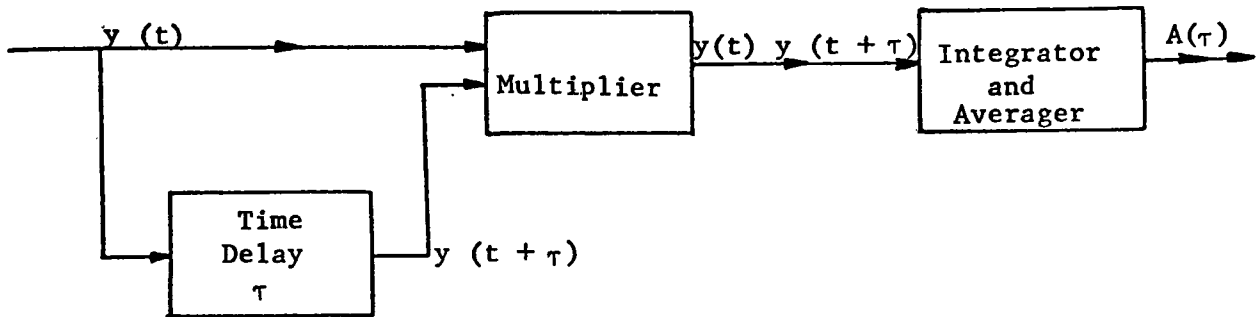 y (t)
Multiplier
y(t) y (t + τ)
Integrator
and
Averager
A(τ)
Time
Delay
τ
y (t + τ)